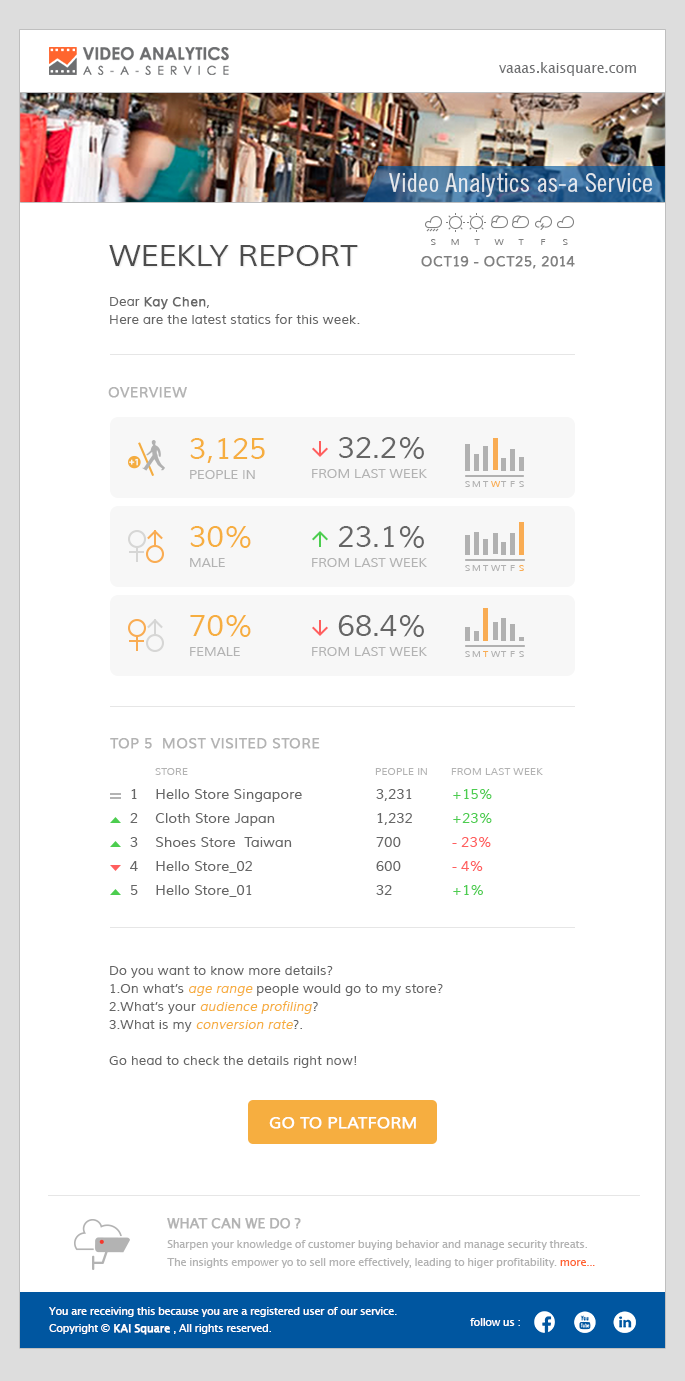 VIDEO ANALYTICS
AS-A-SERVICE
vaaas.kaisquare.com
Video Analytics as-a Service
S M T W T F S
WEEKLY REPORT
OCT19 - OCT25, 2014
Dear Kay Chen,
Here are the latest statics for this week.
OVERVIEW
+1
3,125
PEOPLE IN
32.2%
FROM LAST WEEK
S M T W T F S
30%
MALE
23.1%
FROM LAST WEEK
S M T W T F S
70%
FEMALE
68.4%
FROM LAST WEEK
S M T W T F S
TOP 5 MOST VISITED STORE
STORE PEOPLE IN FROM LAST WEEK
1 Hello Store Singapore 3,231 +15%
2 Cloth Store Japan 1,232 +23%
3 Shoes Store Taiwan 700 - 23%
4 Hello Store_02 600 - 4%
5 Hello Store_01 32 +1%
Do you want to know more details?
1.On what's age range people would go to my store?
2.What's your audience profiling?
3.What is my conversion rate?.
Go head to check the details right now!
GO TO PLATFORM
WHAT CAN WE DO ?
Sharpen your knowledge of customer buying behavior and manage security threats.
The insights empower yo to sell more effectively, leading to higer profitability. more...
You are receiving this because you are a registered user of our service.
Copyright © KAI Square , All rights reserved.
follow us :
f
You Tube
in